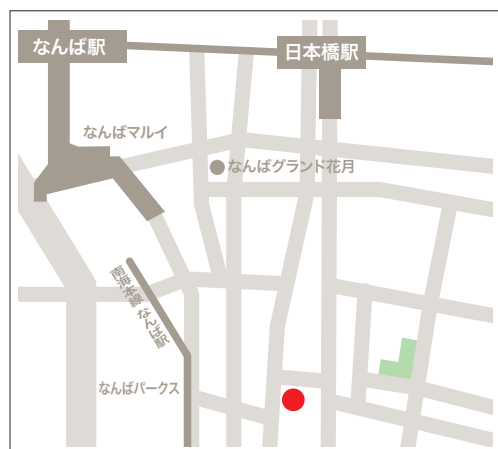 なんば駅
日本橋駅
なんばマルイ
なんばグランド花月
南海本線 なんば駅
なんばパークス